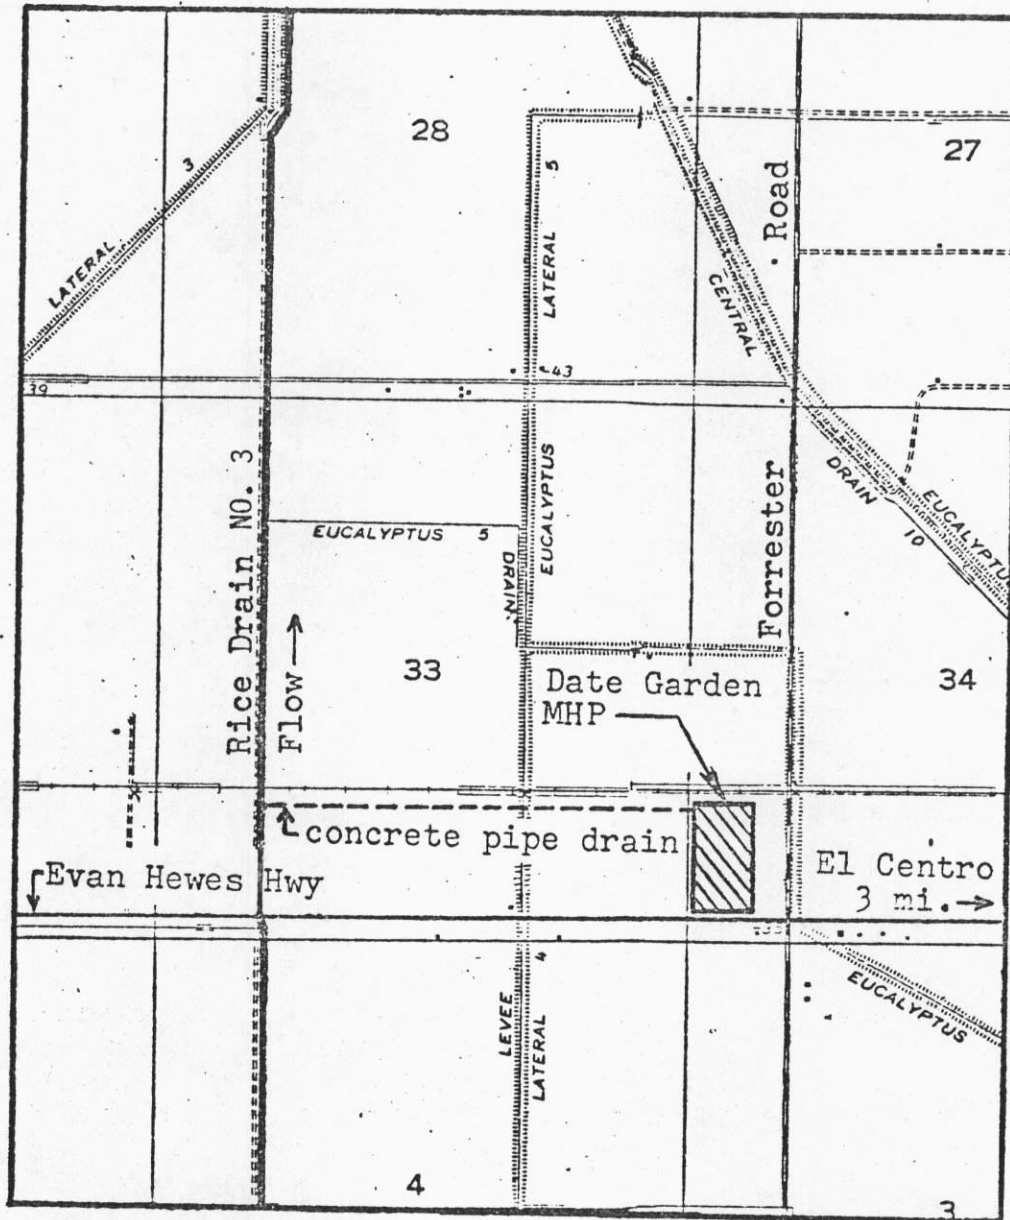 28
27
LATERAL 3
LATERAL 5
Road
CENTRAL
39
43
Rice Drain NO. 3
EUCALYPTUS 5
DRAIN
EUCALYPTUS
Forrester
DRAIN 10
EUCALYPTUS
Flow
33
34
Date Garden
MHP
concrete pipe drain
Evan Hewes Hwy
El Centro
3 mi.
LEVEE
LATERAL 4
EUCALYPTUS
4
3